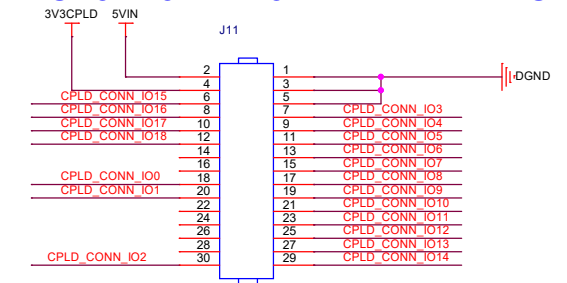 3V3CPLD 5VIN
J11
2 1
4 3
CPLD_CONN_IO15 6 5
CPLD_CONN_IO16 8 7 CPLD_CONN_IO3
CPLD_CONN_IO17 10 9 CPLD_CONN_IO4
CPLD_CONN_IO18 12 11 CPLD_CONN_IO5
14 13 CPLD_CONN_IO6
16 15 CPLD_CONN_IO7
CPLD_CONN_IO0 18 17 CPLD_CONN_IO8
CPLD_CONN_IO1 20 19 CPLD_CONN_IO9
22 21 CPLD_CONN_IO10
24 23 CPLD_CONN_IO11
26 25 CPLD_CONN_IO12
28 27 CPLD_CONN_IO13
CPLD_CONN_IO2 30 29 CPLD_CONN_IO14
DGND